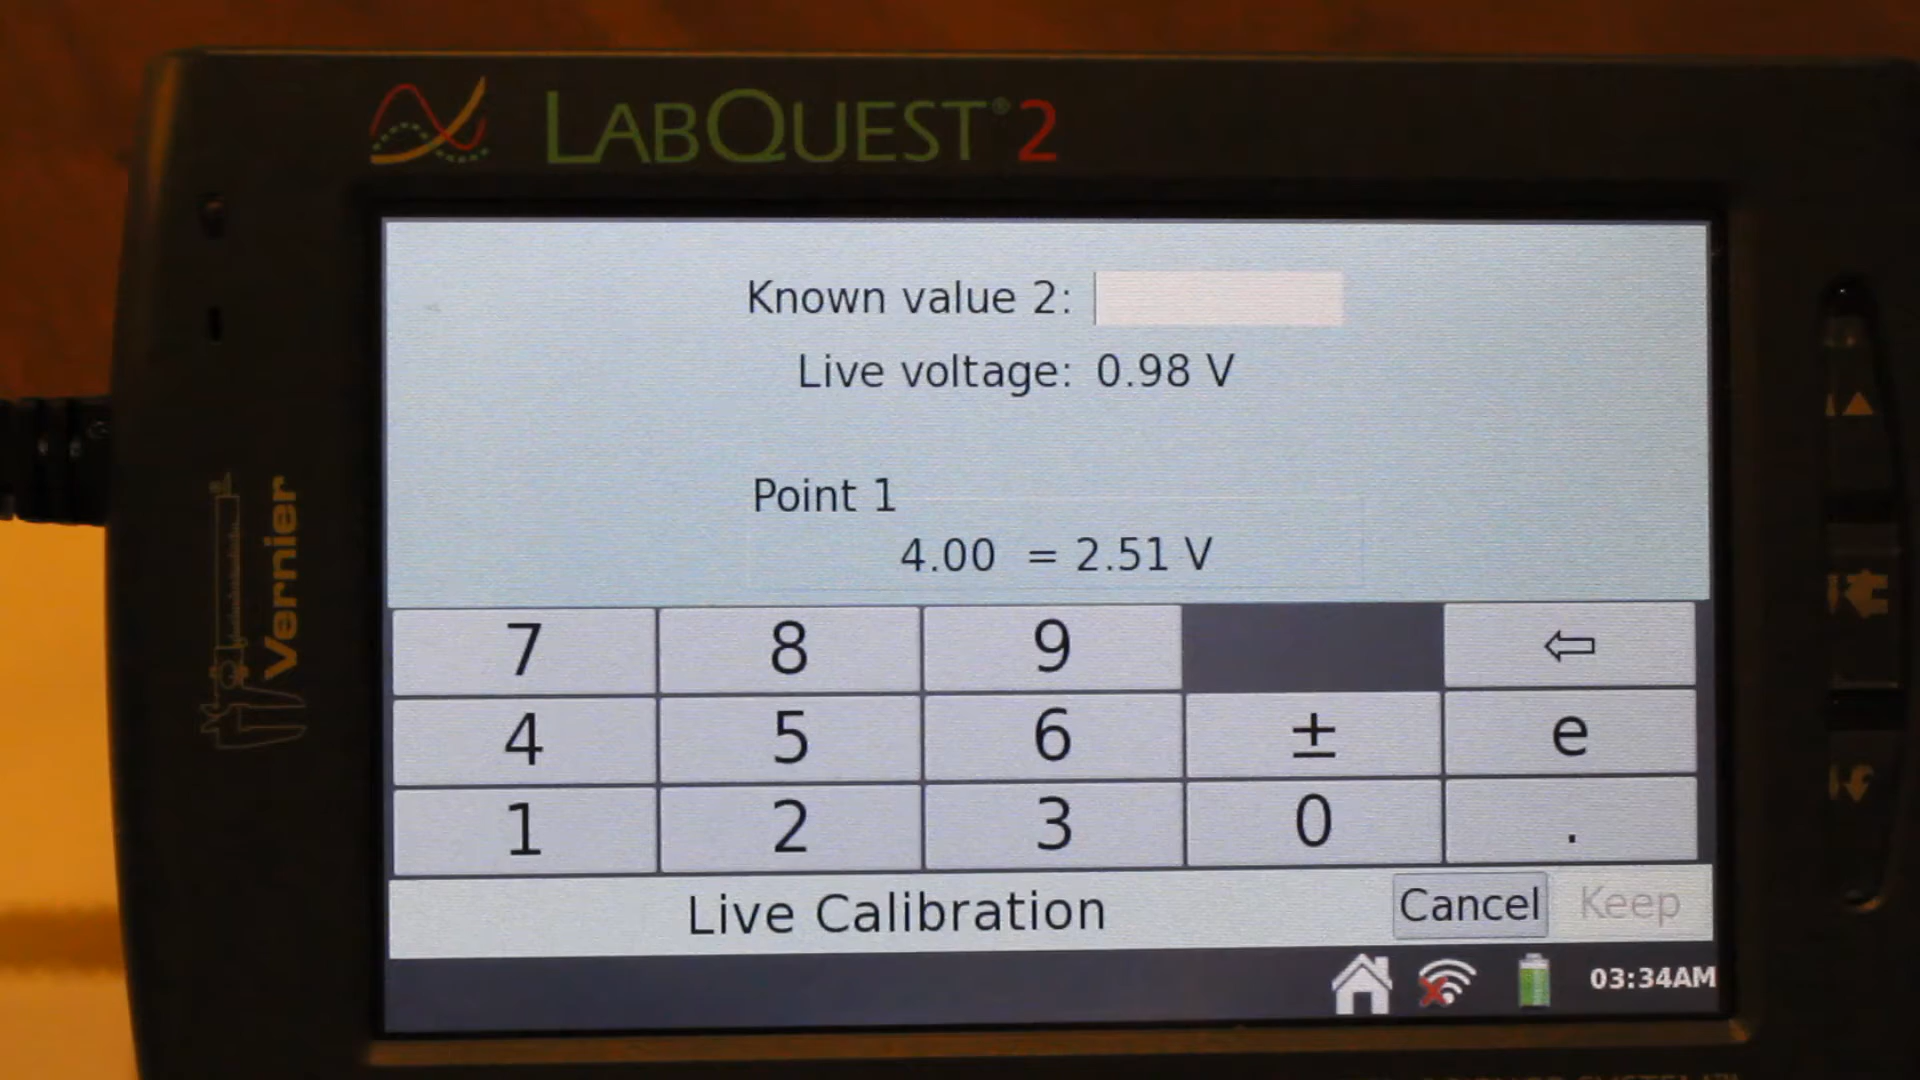 LABQUEST® 2
Known value 2:
Live voltage: 0.98 V
Point 1
4.00 = 2.51 V
7 8 9 ⇦
4 5 6 ± e
1 2 3 0 .
Live Calibration Cancel Keep
03:34AM
Vernier